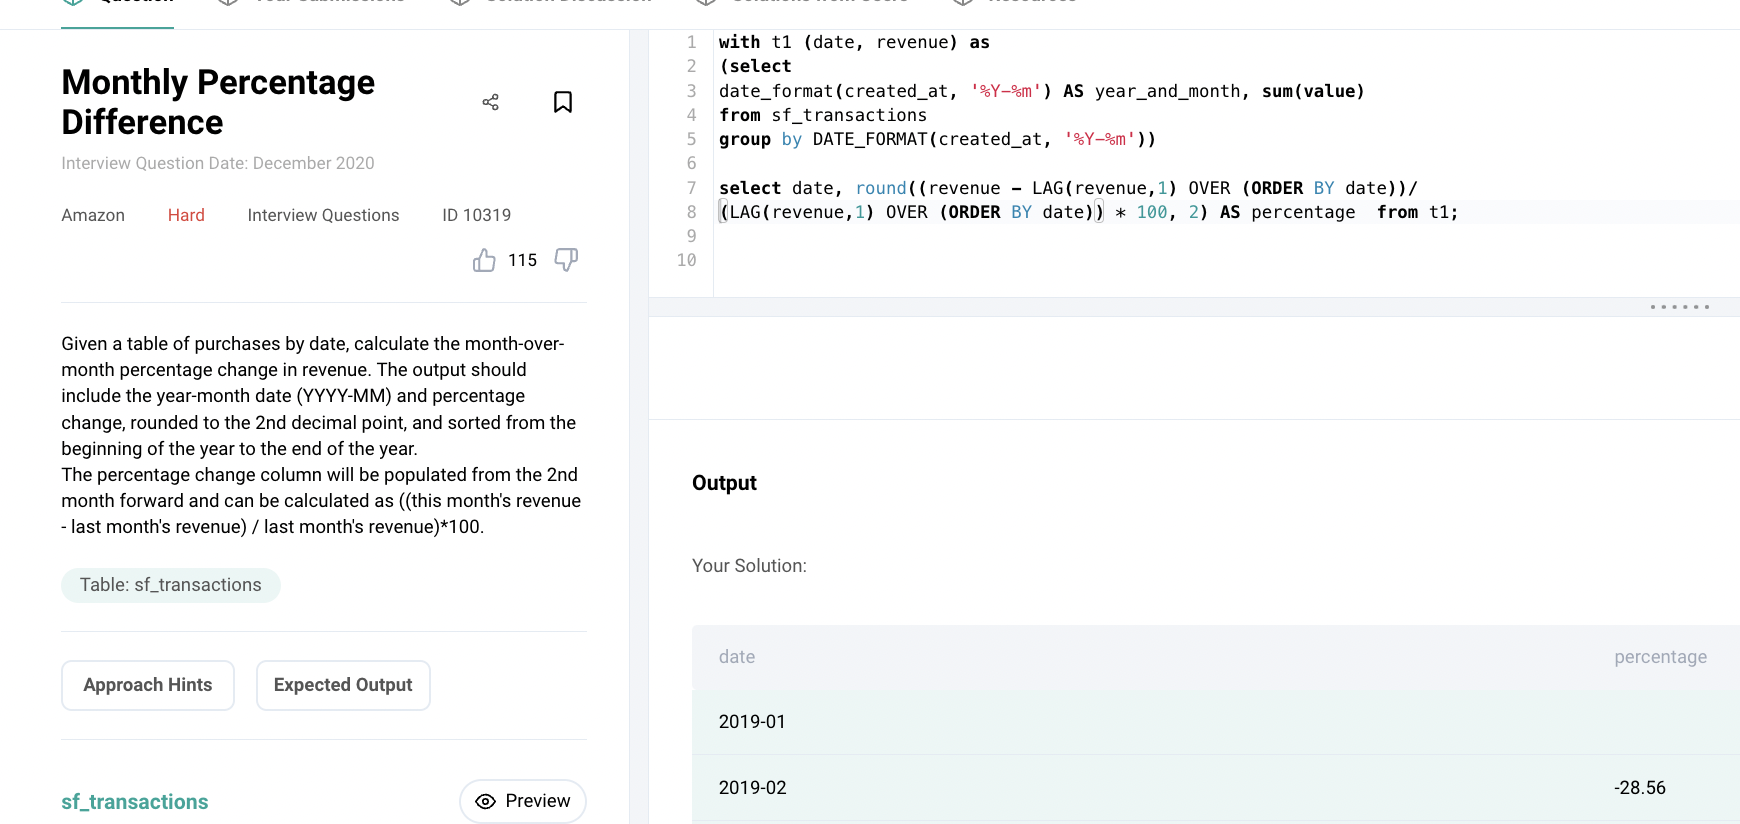 Monthly Percentage
Difference
Interview Question Date: December 2020
Amazon Hard Interview Questions ID 10319
115
Given a table of purchases by date, calculate the month-over-
month percentage change in revenue. The output should
include the year-month date (YYYY-MM) and percentage
change, rounded to the 2nd decimal point, and sorted from the
beginning of the year to the end of the year.
The percentage change column will be populated from the 2nd
month forward and can be calculated as ((this month's revenue
- last month's revenue) / last month's revenue)*100.
Table: sf_transactions
Approach Hints Expected Output
sf_transactions Preview
1 with t1 (date, revenue) as
2 (select
3 date_format(created_at, '%Y-%m') AS year_and_month, sum(value)
4 from sf_transactions
5 group by DATE_FORMAT(created_at, '%Y-%m'))
6
7 select date, round((revenue - LAG(revenue,1) OVER (ORDER BY date))/
8 (LAG(revenue,1) OVER (ORDER BY date)) * 100, 2) AS percentage  from t1;
9
10
Output
Your Solution:
date percentage
2019-01
2019-02 -28.56